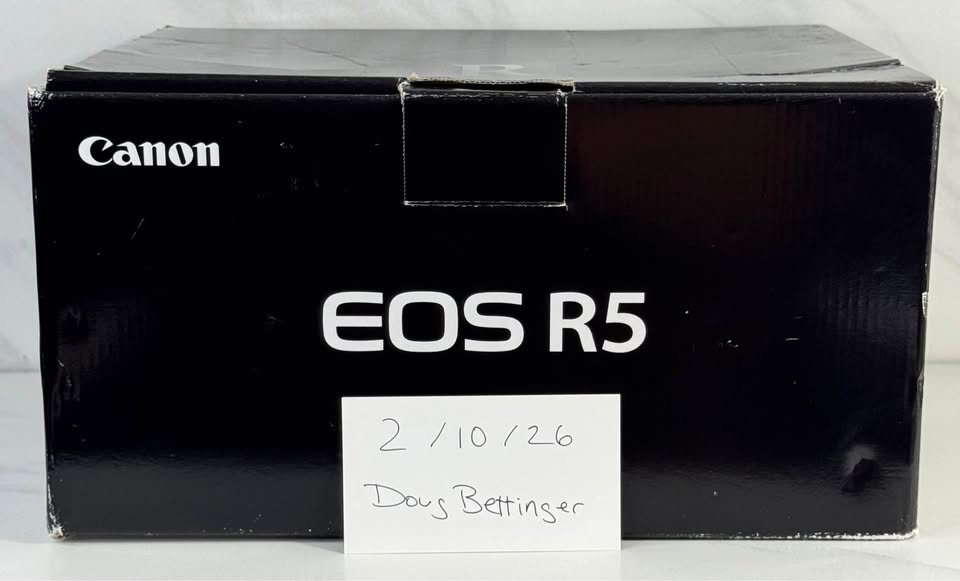 Canon
EOS R5
2/10/26
Doug Bettinger